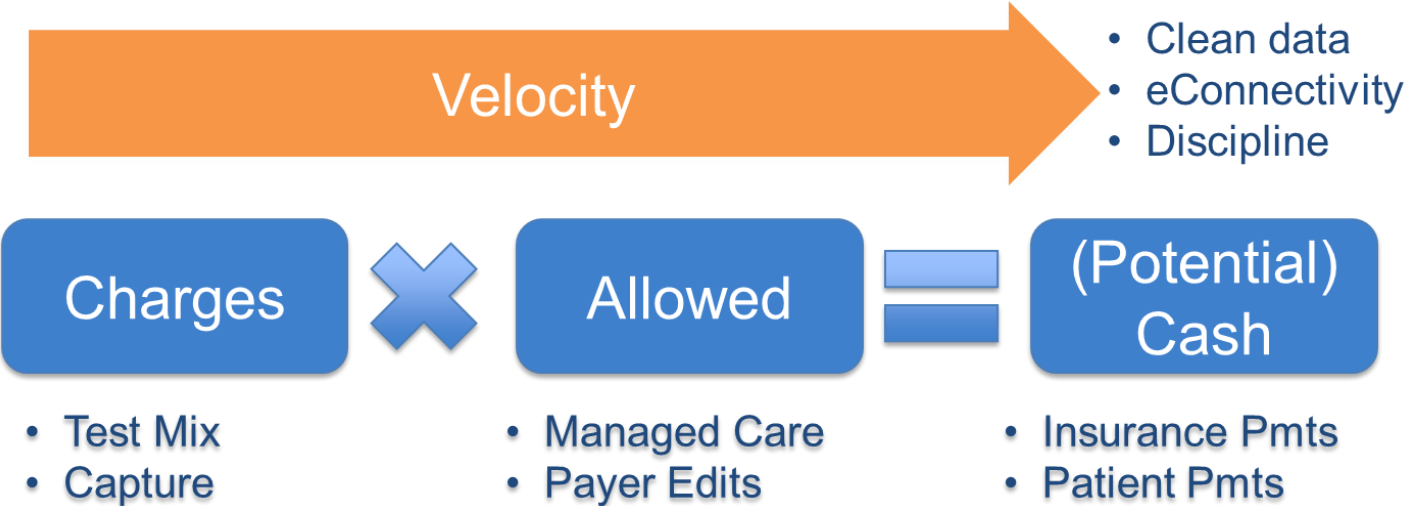 Velocity
• Clean data
• eConnectivity
• Discipline
Charges
Allowed
(Potential)
Cash
• Test Mix
• Capture
• Managed Care
• Payer Edits
• Insurance Pmts
• Patient Pmts